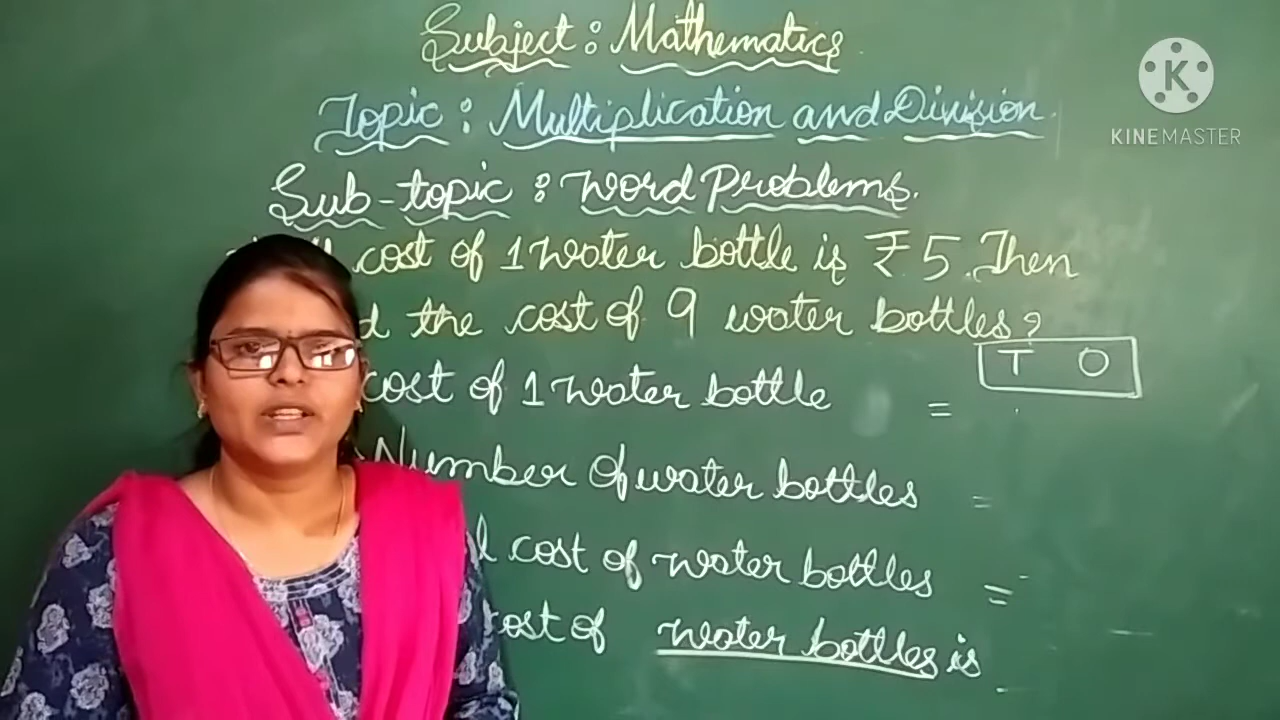 Subject: Mathematics
K
KINEMASTER
Topic: Multiplication and Division.
Sub-topic: Word Problems.
cost of 1 water bottle is ₹ 5. Then
the cost of 9 water bottles?
T O
cost of 1 water bottle =
Number of water bottles =
cost of water bottles =
cost of water bottles is